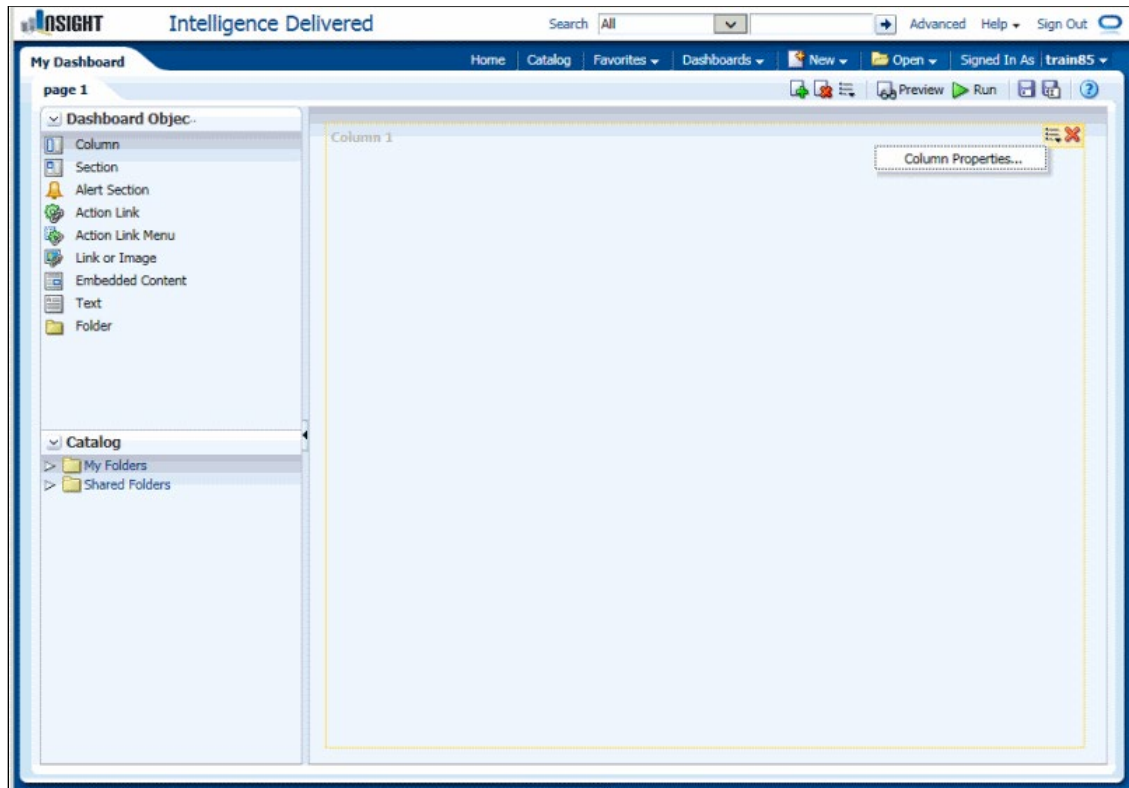 INSIGHT Intelligence Delivered Search All Advanced Help Sign Out
My Dashboard Home Catalog Favorites Dashboards New Open Signed In As train85
page 1 Preview Run
Dashboard Objec..
Column
Section
Alert Section
Action Link
Action Link Menu
Link or Image
Embedded Content
Text
Folder
Column 1
Column Properties...
Catalog
My Folders
Shared Folders